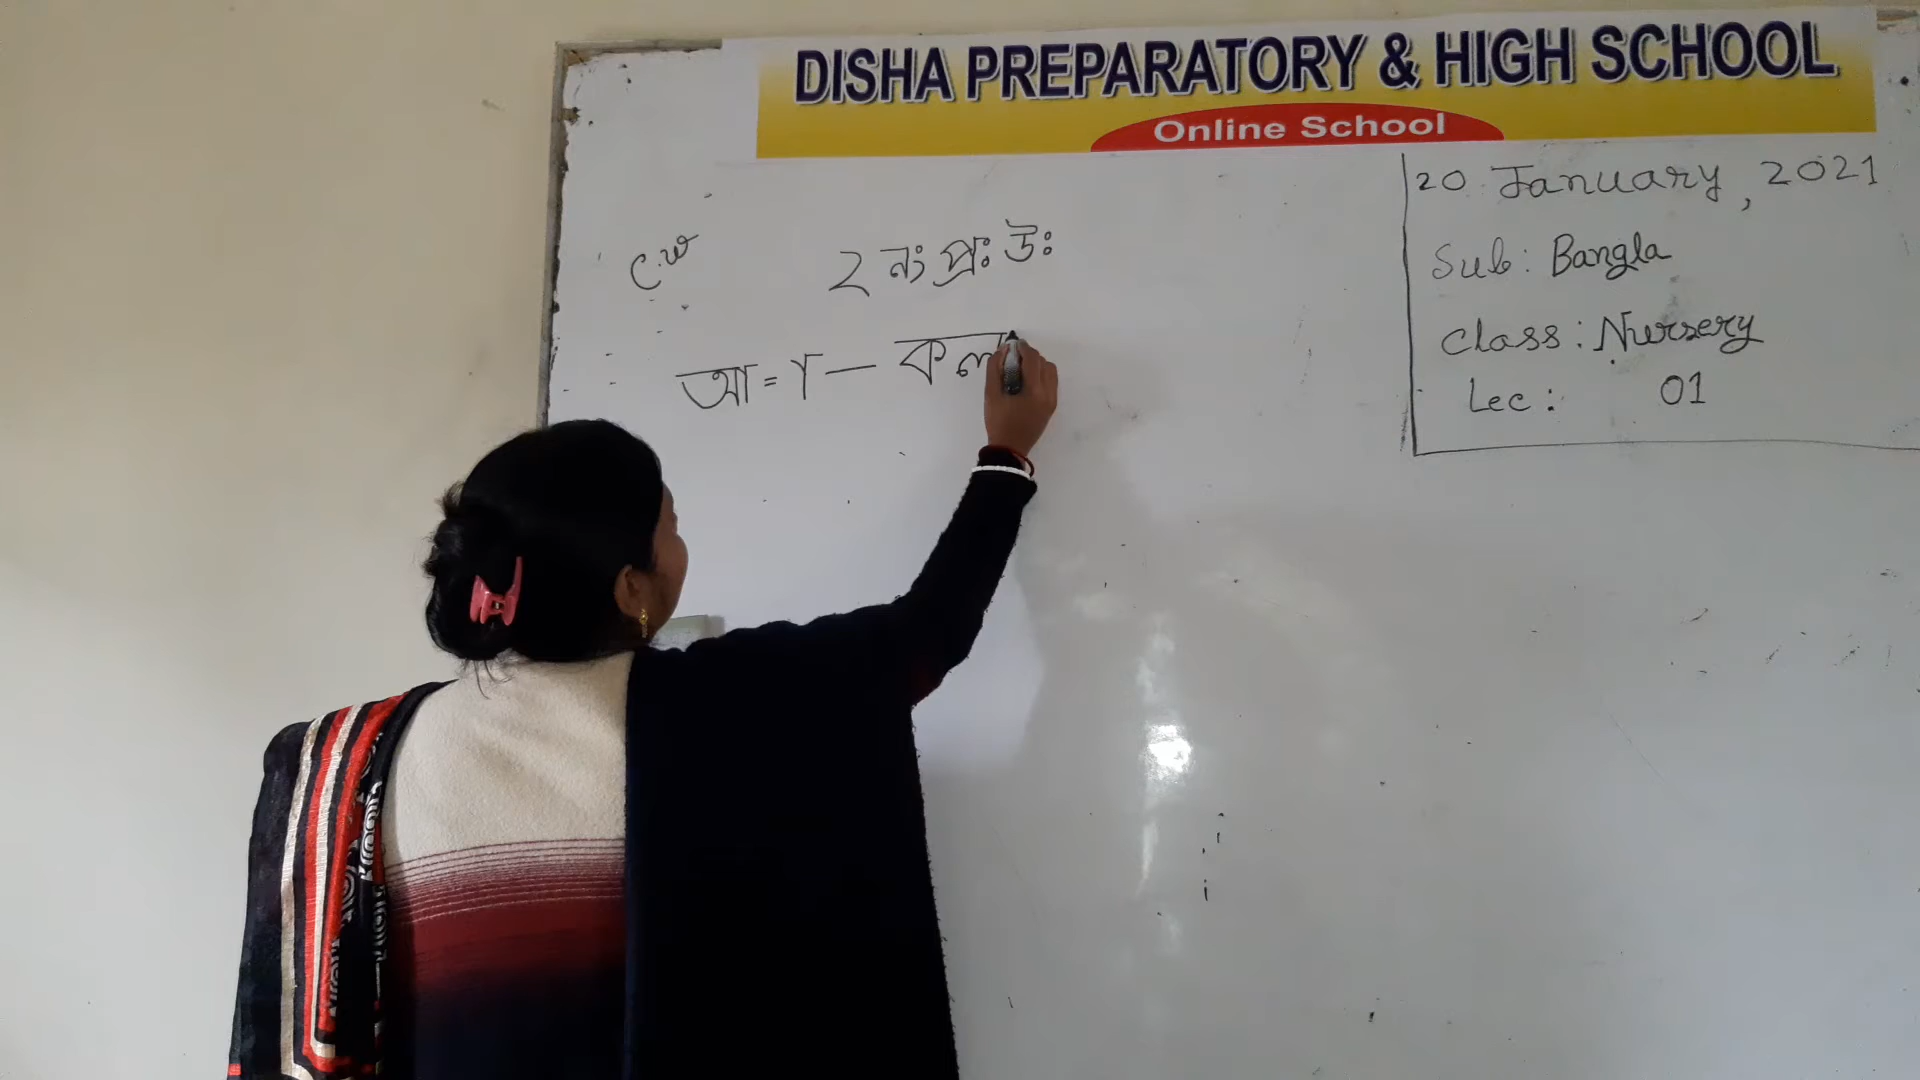 DISHA PREPARATORY & HIGH SCHOOL
Online School
20 January, 2021
Sub: Bangla
Class: Nursery
Lec: 01
C.W
২ নং প্রঃ উঃ
আ = া — কল